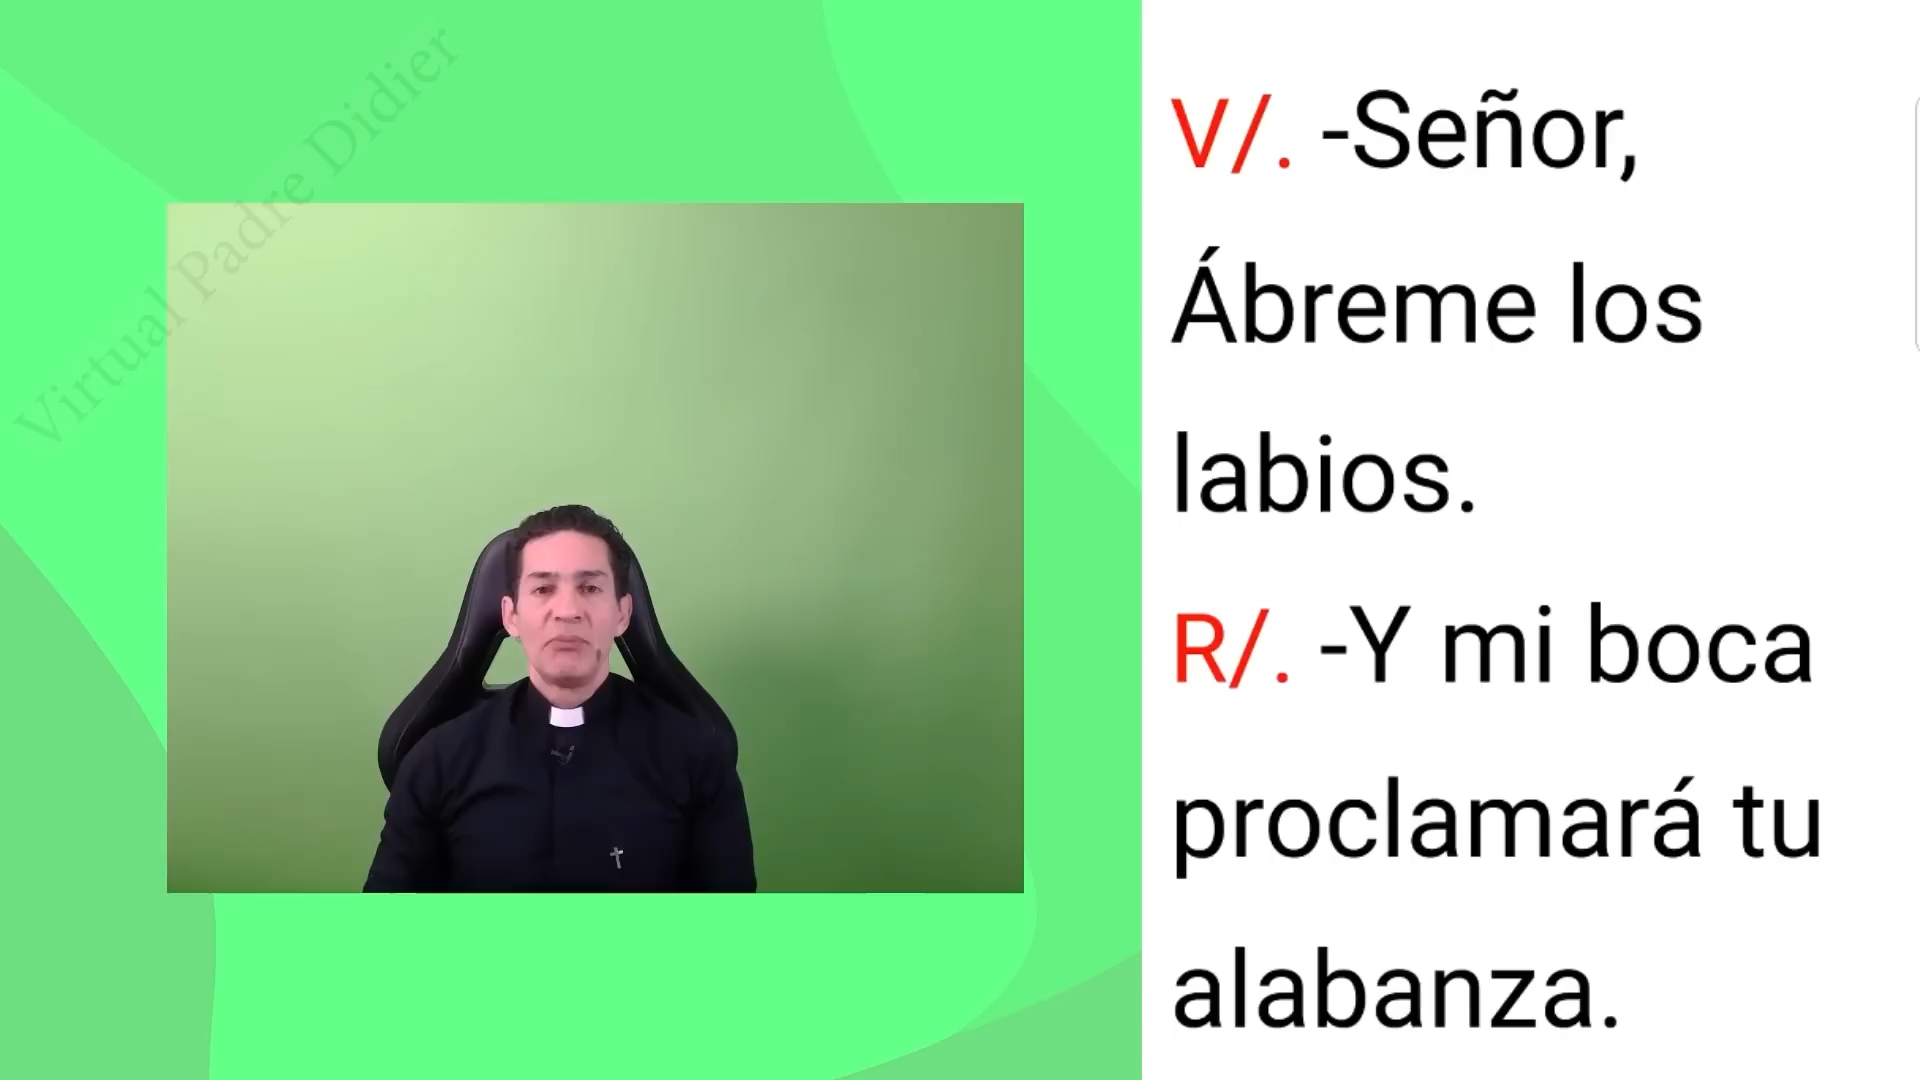 Virtual Padre Didier
V/. -Señor,
Ábreme los
labios.
R/. -Y mi boca
proclamará tu
alabanza.